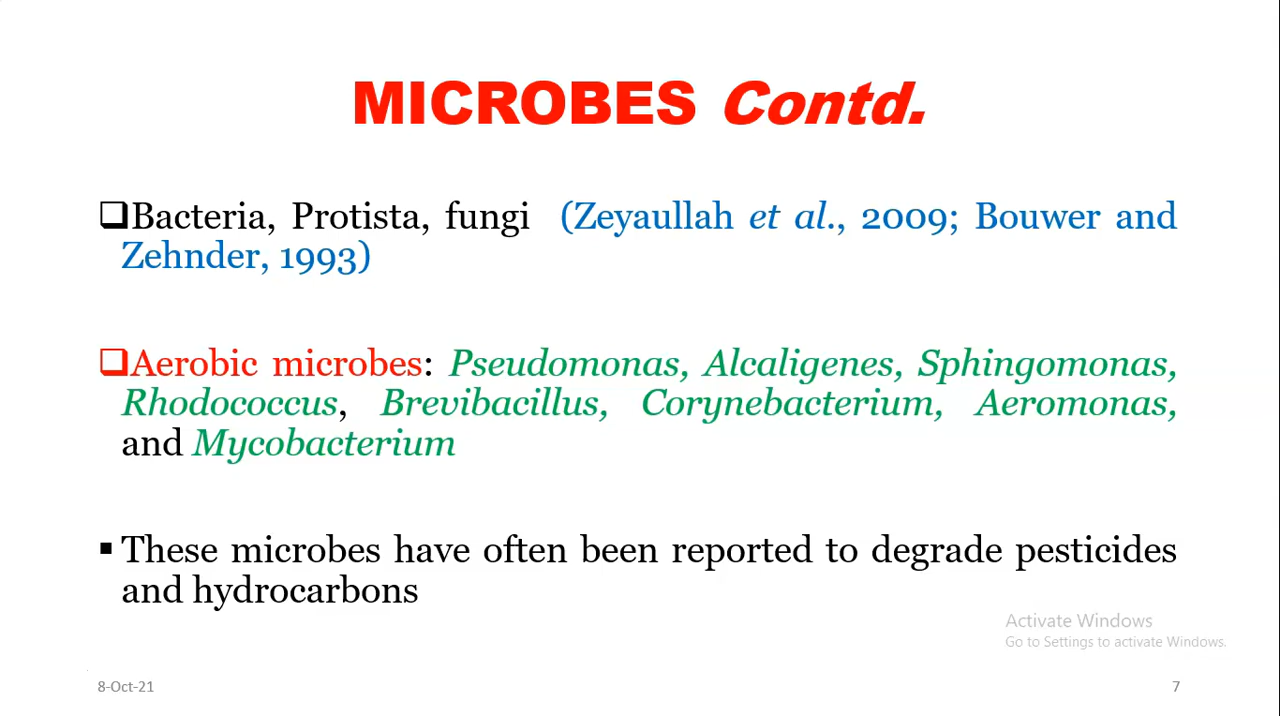 MICROBES Contd.
❑Bacteria, Protista, fungi (Zeyaullah et al., 2009; Bouwer and
Zehnder, 1993)
❑Aerobic microbes: Pseudomonas, Alcaligenes, Sphingomonas,
Rhodococcus, Brevibacillus, Corynebacterium, Aeromonas,
and Mycobacterium
▪ These microbes have often been reported to degrade pesticides
and hydrocarbons
Activate Windows
Go to Settings to activate Windows.
8-Oct-21
7